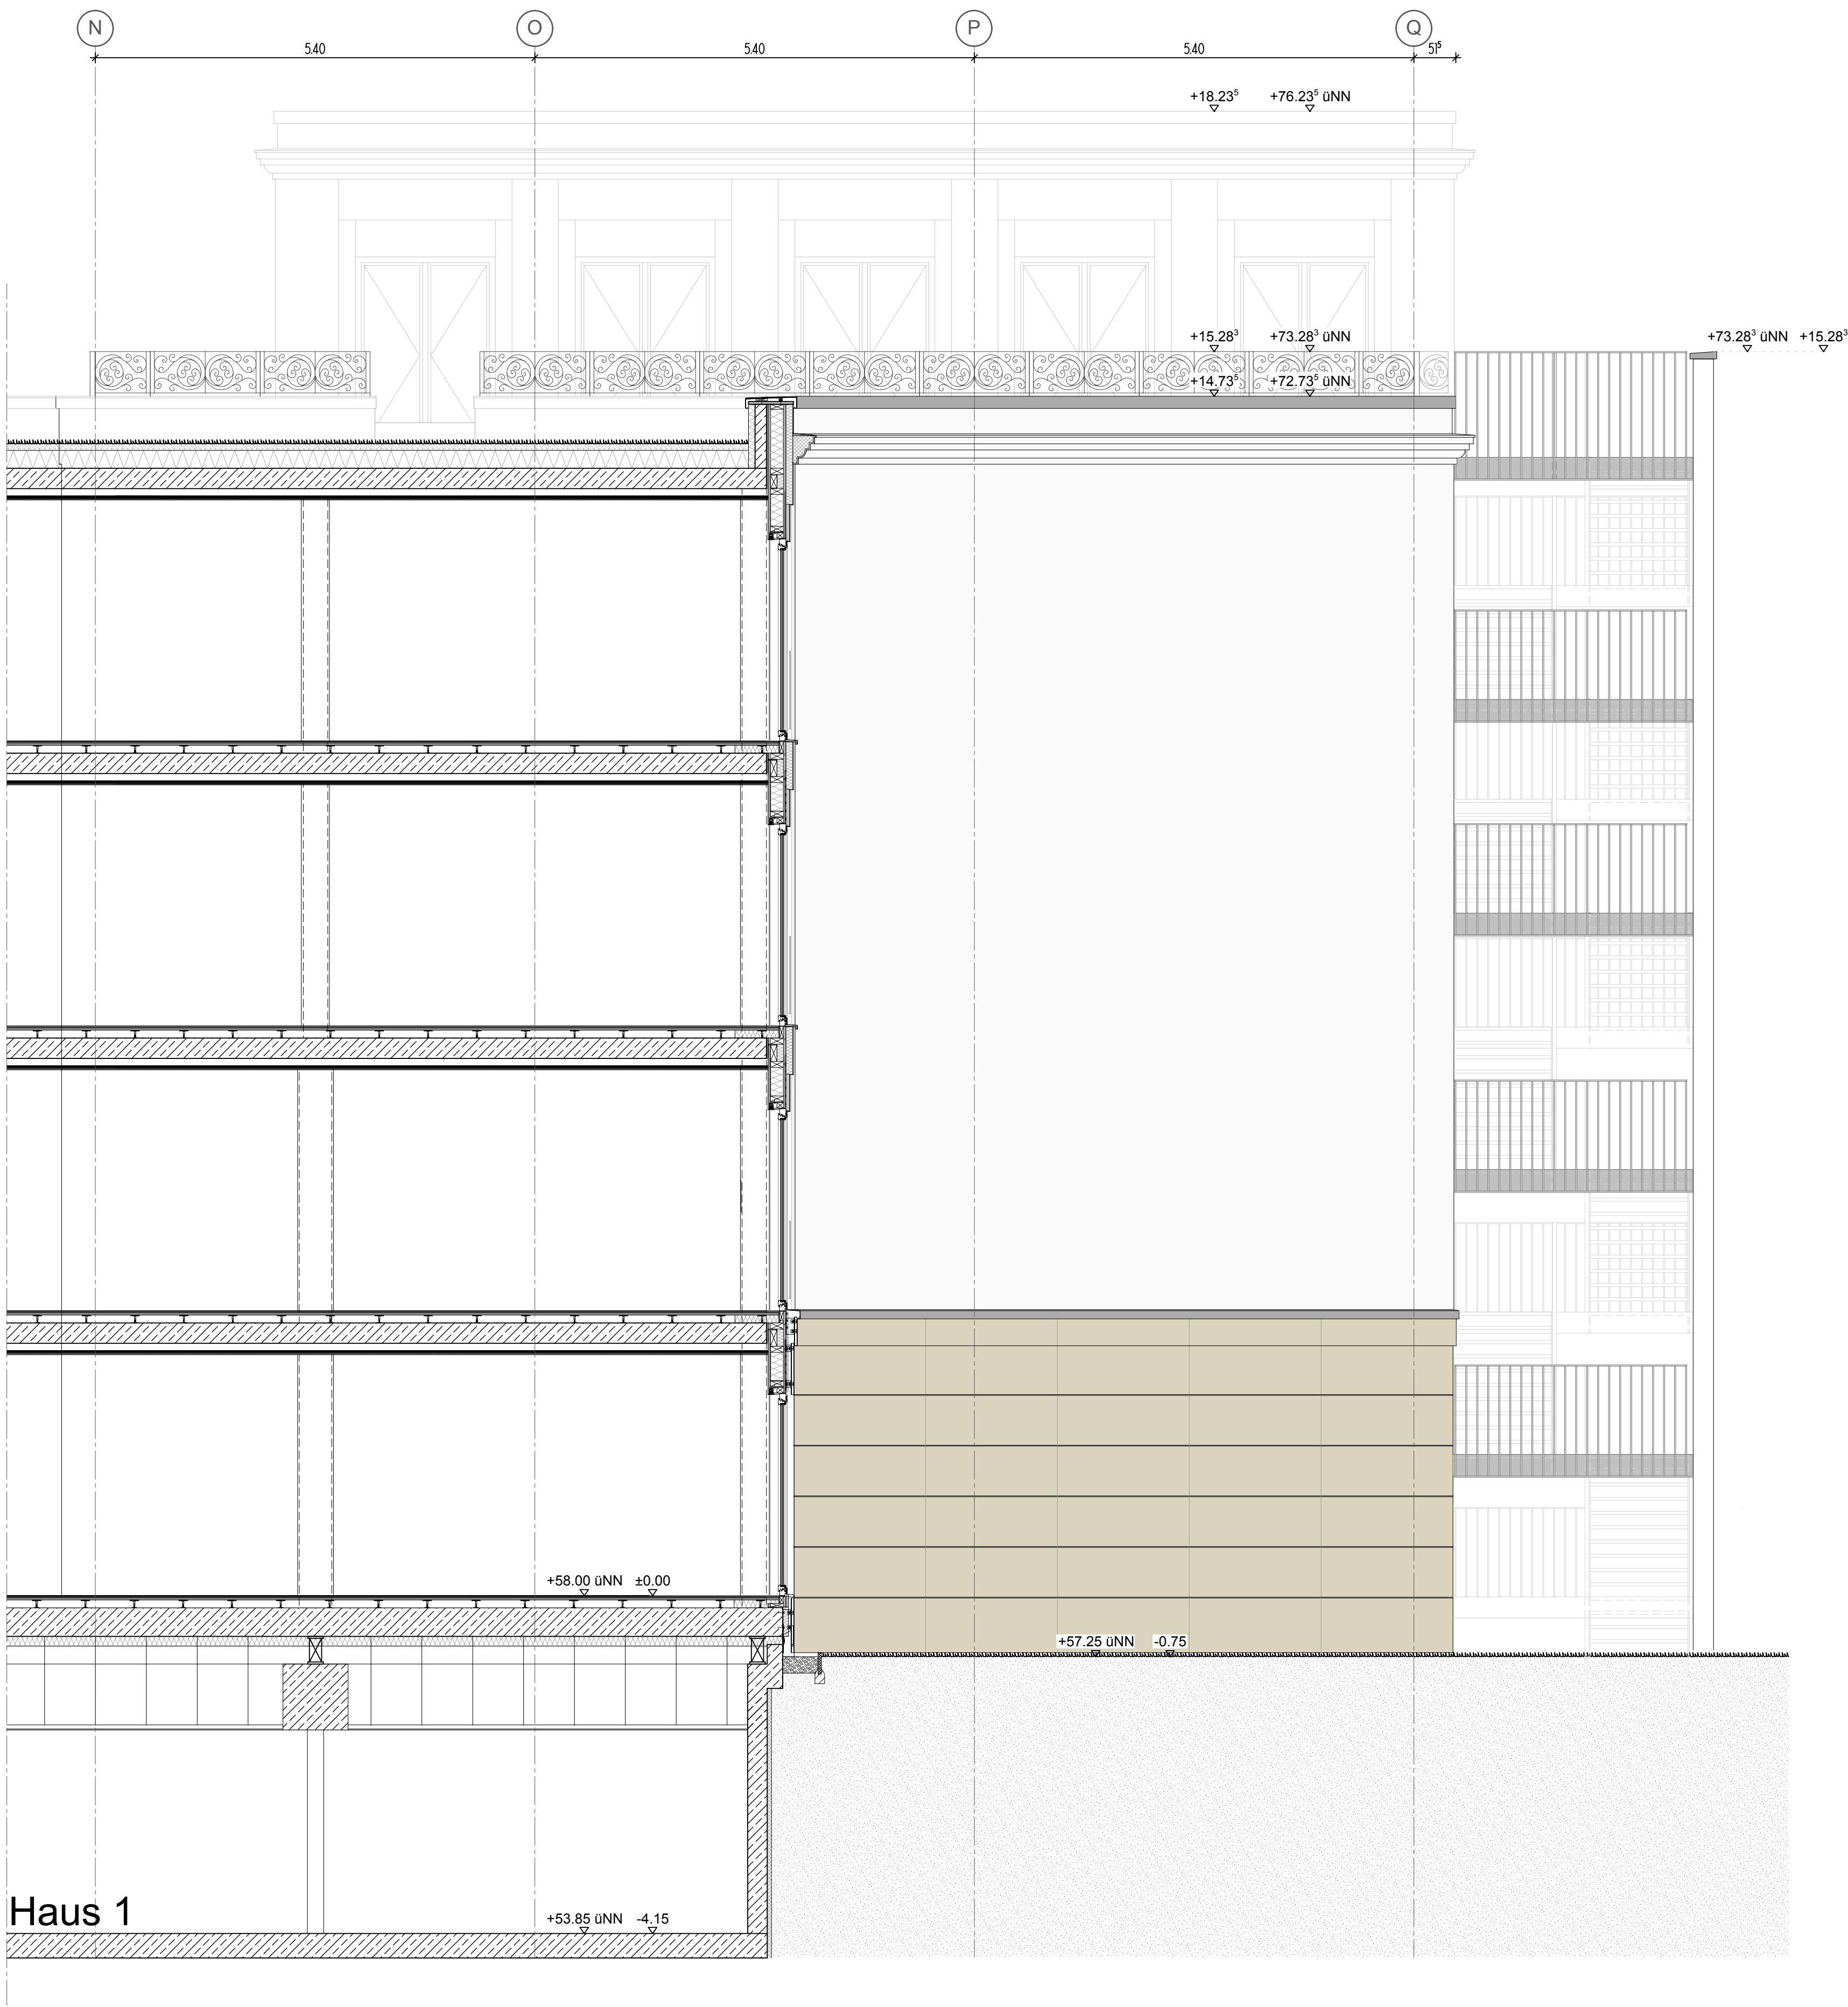 N O P Q
5.40 5.40 5.40 51⁵
+18.23⁵ +76.23⁵ üNN
+15.28³ +73.28³ üNN +73.28³ üNN +15.28³
+14.73⁵ +72.73⁵ üNN
+58.00 üNN ±0.00
+57.25 üNN -0.75
Haus 1
+53.85 üNN -4.15